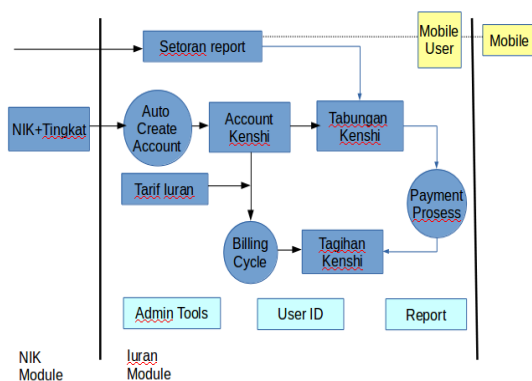 Setoran report
Mobile
User
Mobile
NIK+Tingkat
Auto
Create
Account
Account
Kenshi
Tabungan
Kenshi
Tarif Iuran
Payment
Prosess
Billing
Cycle
Tagihan
Kenshi
Admin Tools
User ID
Report
NIK
Module
Iuran
Module